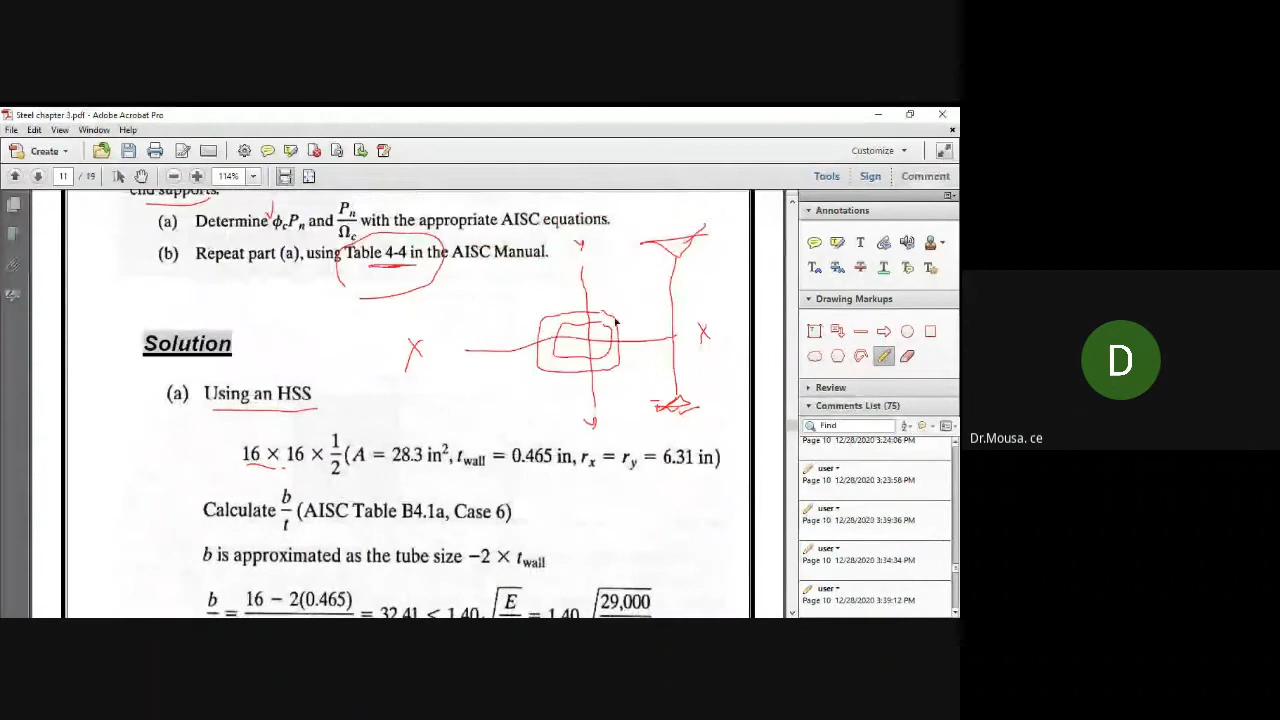 Steel chapter 3.pdf - Adobe Acrobat Pro
File Edit View Window Help
Create Customize
11 / 19 114% Tools Sign Comment
end supports.
(a) Determine ϕcPn and Pn/Ωc with the appropriate AISC equations.
(b) Repeat part (a), using Table 4-4 in the AISC Manual.
y
X X
y
Solution
(a) Using an HSS
16 × 16 × 1/2 (A = 28.3 in², twall = 0.465 in, rx = ry = 6.31 in)
Calculate b/t (AISC Table B4.1a, Case 6)
b is approximated as the tube size −2 × twall
b = 16 − 2(0.465) = 32.41 < 1.40 √E = 1.40 √29,000
Annotations
T
T T T T
Drawing Markups
Review
Comments List (75)
Find
Page 10 12/28/2020 3:24:06 PM
user
Page 10 12/28/2020 3:23:58 PM
user
Page 10 12/28/2020 3:39:36 PM
user
Page 10 12/28/2020 3:34:34 PM
user
Page 10 12/28/2020 3:39:12 PM
D
Dr.Mousa. ce